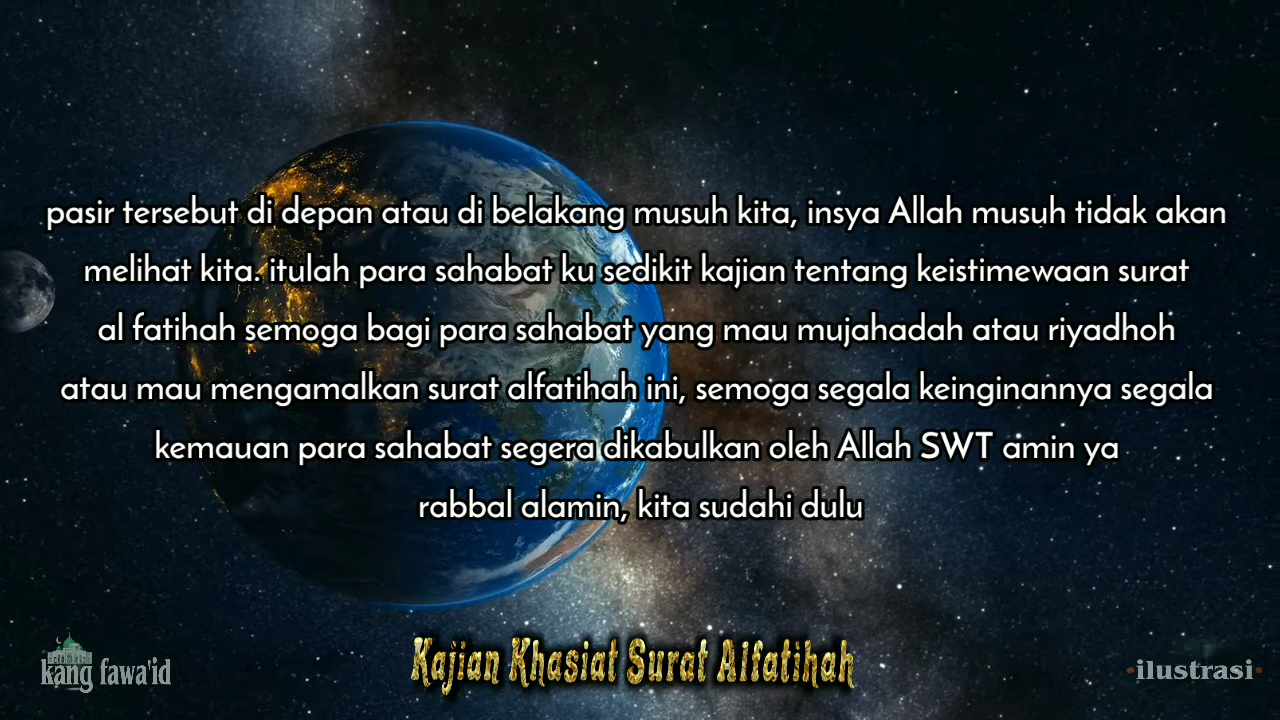 pasir tersebut di depan atau di belakang musuh kita, insya Allah musuh tidak akan
melihat kita. itulah para sahabat ku sedikit kajian tentang keistimewaan surat
al fatihah semoga bagi para sahabat yang mau mujahadah atau riyadhoh
atau mau mengamalkan surat alfatihah ini, semoga segala keinginannya segala
kemauan para sahabat segera dikabulkan oleh Allah SWT amin ya
rabbal alamin, kita sudahi dulu
Kajian Khasiat Surat Alfatihah
kang fawa'id
•ilustrasi•